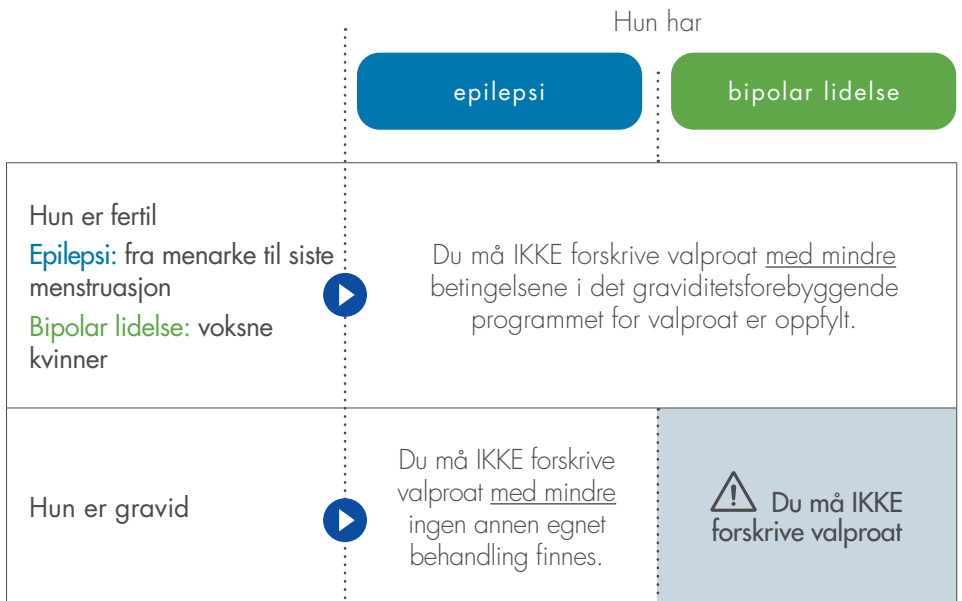 Hun har
epilepsi
bipolar lidelse
Hun er fertil
Epilepsi: fra menarke til siste
menstruasjon
Bipolar lidelse: voksne
kvinner
Du må IKKE forskrive valproat med mindre
betingelsene i det graviditetsforebyggende
programmet for valproat er oppfylt.
Hun er gravid
Du må IKKE forskrive
valproat med mindre
ingen annen egnet
behandling finnes.
Du må IKKE
forskrive valproat